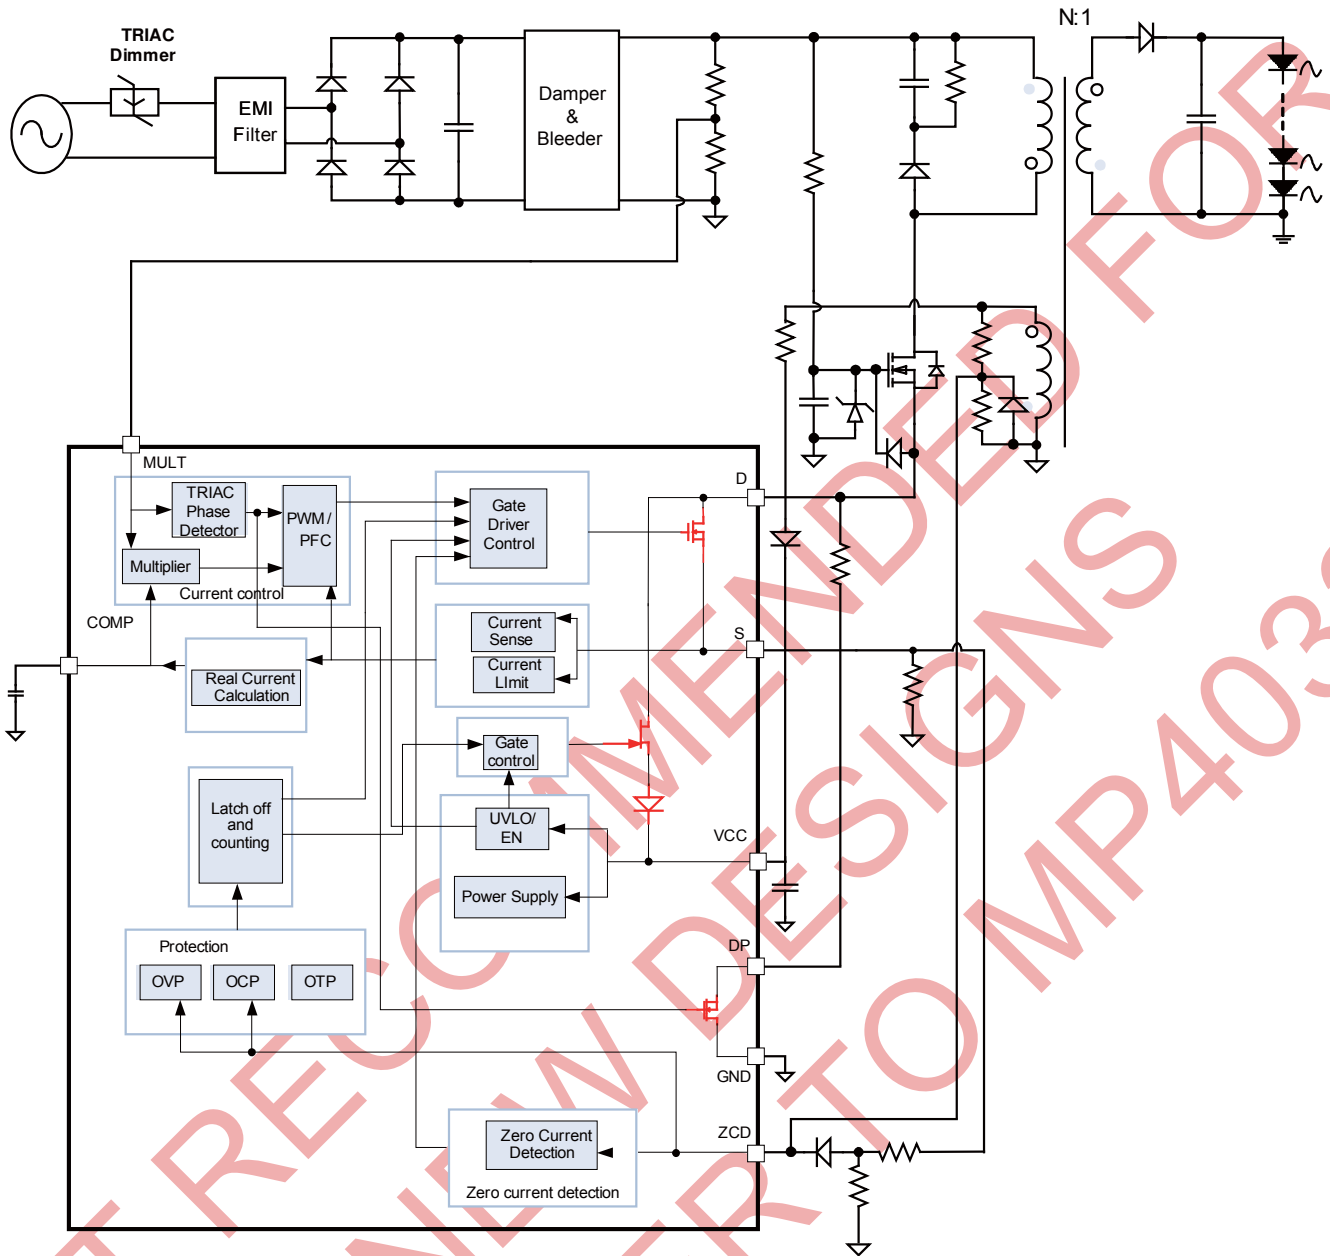 N:1
TRIAC
Dimmer
EMI
Filter
Damper
&
Bleeder
MULT
TRIAC
Phase
Detector
PWM /
PFC
Multiplier
Current control
Gate
Driver
Control
D
COMP
Current
Sense
Current
LImit
S
Real Current
Calculation
Gate
control
Latch off
and
counting
UVLO/
EN
VCC
Power Supply
Protection
OVP
OCP
OTP
DP
GND
Zero Current
Detection
Zero current detection
ZCD
T RECOMMENDED FOR
NEW DESIGNS
ER TO MP403